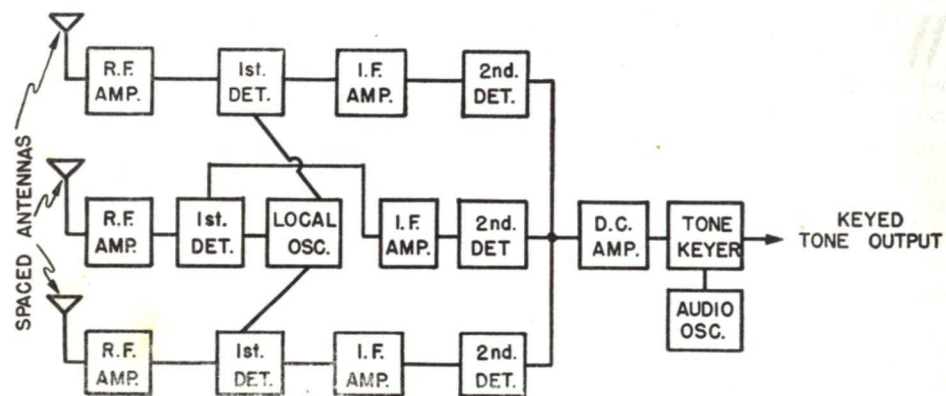 SPACED ANTENNAS
R.F.
AMP.
1st.
DET.
I.F.
AMP.
2nd.
DET.
R.F.
AMP.
1st.
DET.
LOCAL
OSC.
I.F.
AMP.
2nd.
DET
D.C.
AMP.
TONE
KEYER
KEYED
TONE OUTPUT
AUDIO
OSC.
R.F.
AMP.
1st.
DET.
I.F.
AMP.
2nd.
DET.